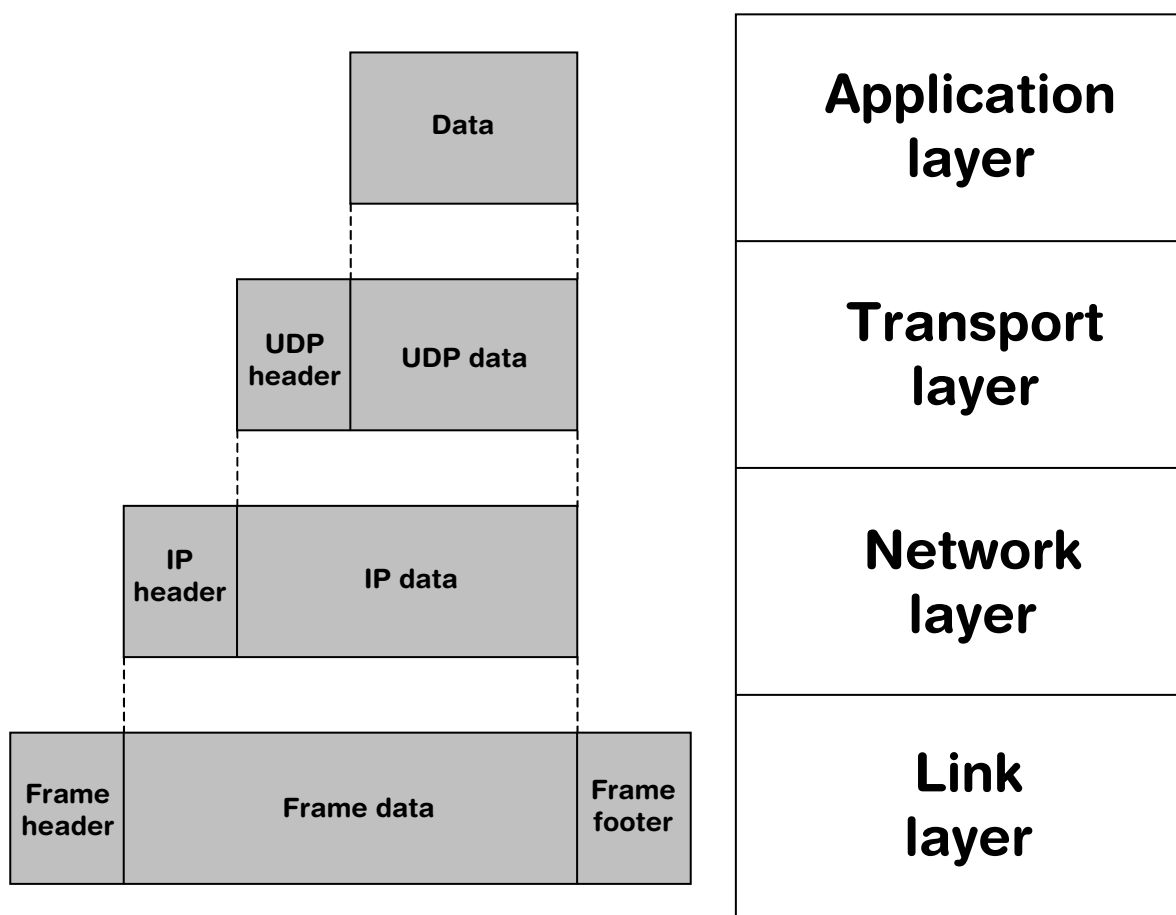 Data
Application
layer
UDP
header
UDP data
Transport
layer
IP
header
IP data
Network
layer
Frame
header
Frame data
Frame
footer
Link
layer